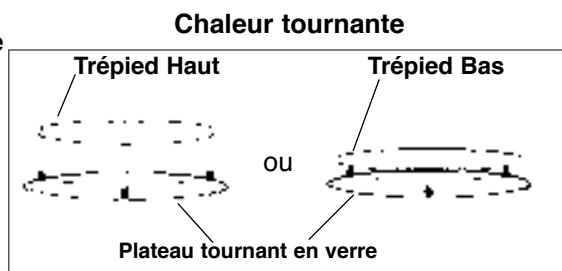 Chaleur tournante
e
Trépied Haut
Trépied Bas
ou
Plateau tournant en verre